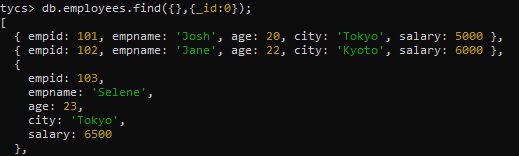 tycs> db.employees.find({},{_id:0});
[
  { empid: 101, empname: 'Josh', age: 20, city: 'Tokyo', salary: 5000 },
  { empid: 102, empname: 'Jane', age: 22, city: 'Kyoto', salary: 6000 },
  {
    empid: 103,
    empname: 'Selene',
    age: 23,
    city: 'Tokyo',
    salary: 6500
  },